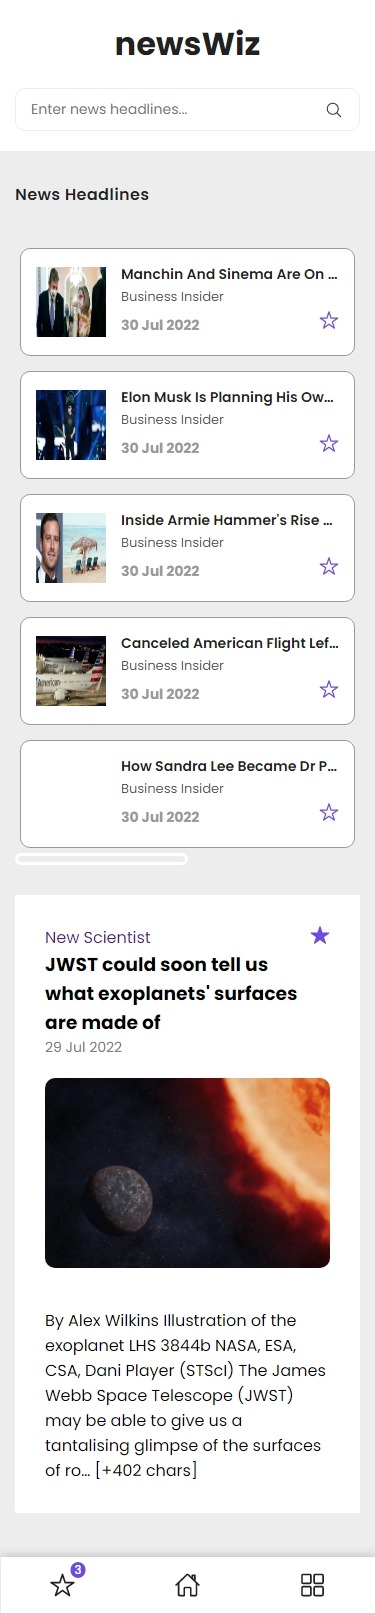 newsWiz
Enter news headlines...
News Headlines
Manchin And Sinema Are On ...
Business Insider
30 Jul 2022
Elon Musk Is Planning His Ow...
Business Insider
30 Jul 2022
Inside Armie Hammer's Rise ...
Business Insider
30 Jul 2022
American
Canceled American Flight Lef...
Business Insider
30 Jul 2022
How Sandra Lee Became Dr P...
Business Insider
30 Jul 2022
New Scientist
JWST could soon tell us
what exoplanets' surfaces
are made of
29 Jul 2022
By Alex Wilkins Illustration of the
exoplanet LHS 3844b NASA, ESA,
CSA, Dani Player (STScI) The James
Webb Space Telescope (JWST)
may be able to give us a
tantalising glimpse of the surfaces
of ro... [+402 chars]
3